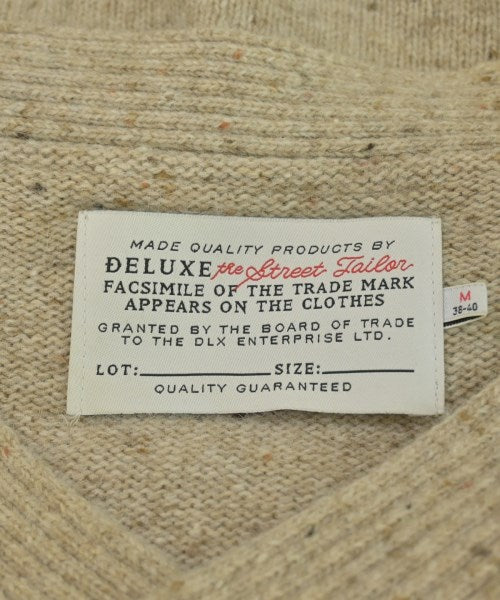 MADE QUALITY PRODUCTS BY
DELUXE the Street Tailor
FACSIMILE OF THE TRADE MARK
APPEARS ON THE CLOTHES
GRANTED BY THE BOARD OF TRADE
TO THE DLX ENTERPRISE LTD.
LOT: SIZE:
QUALITY GUARANTEED
M
38-40